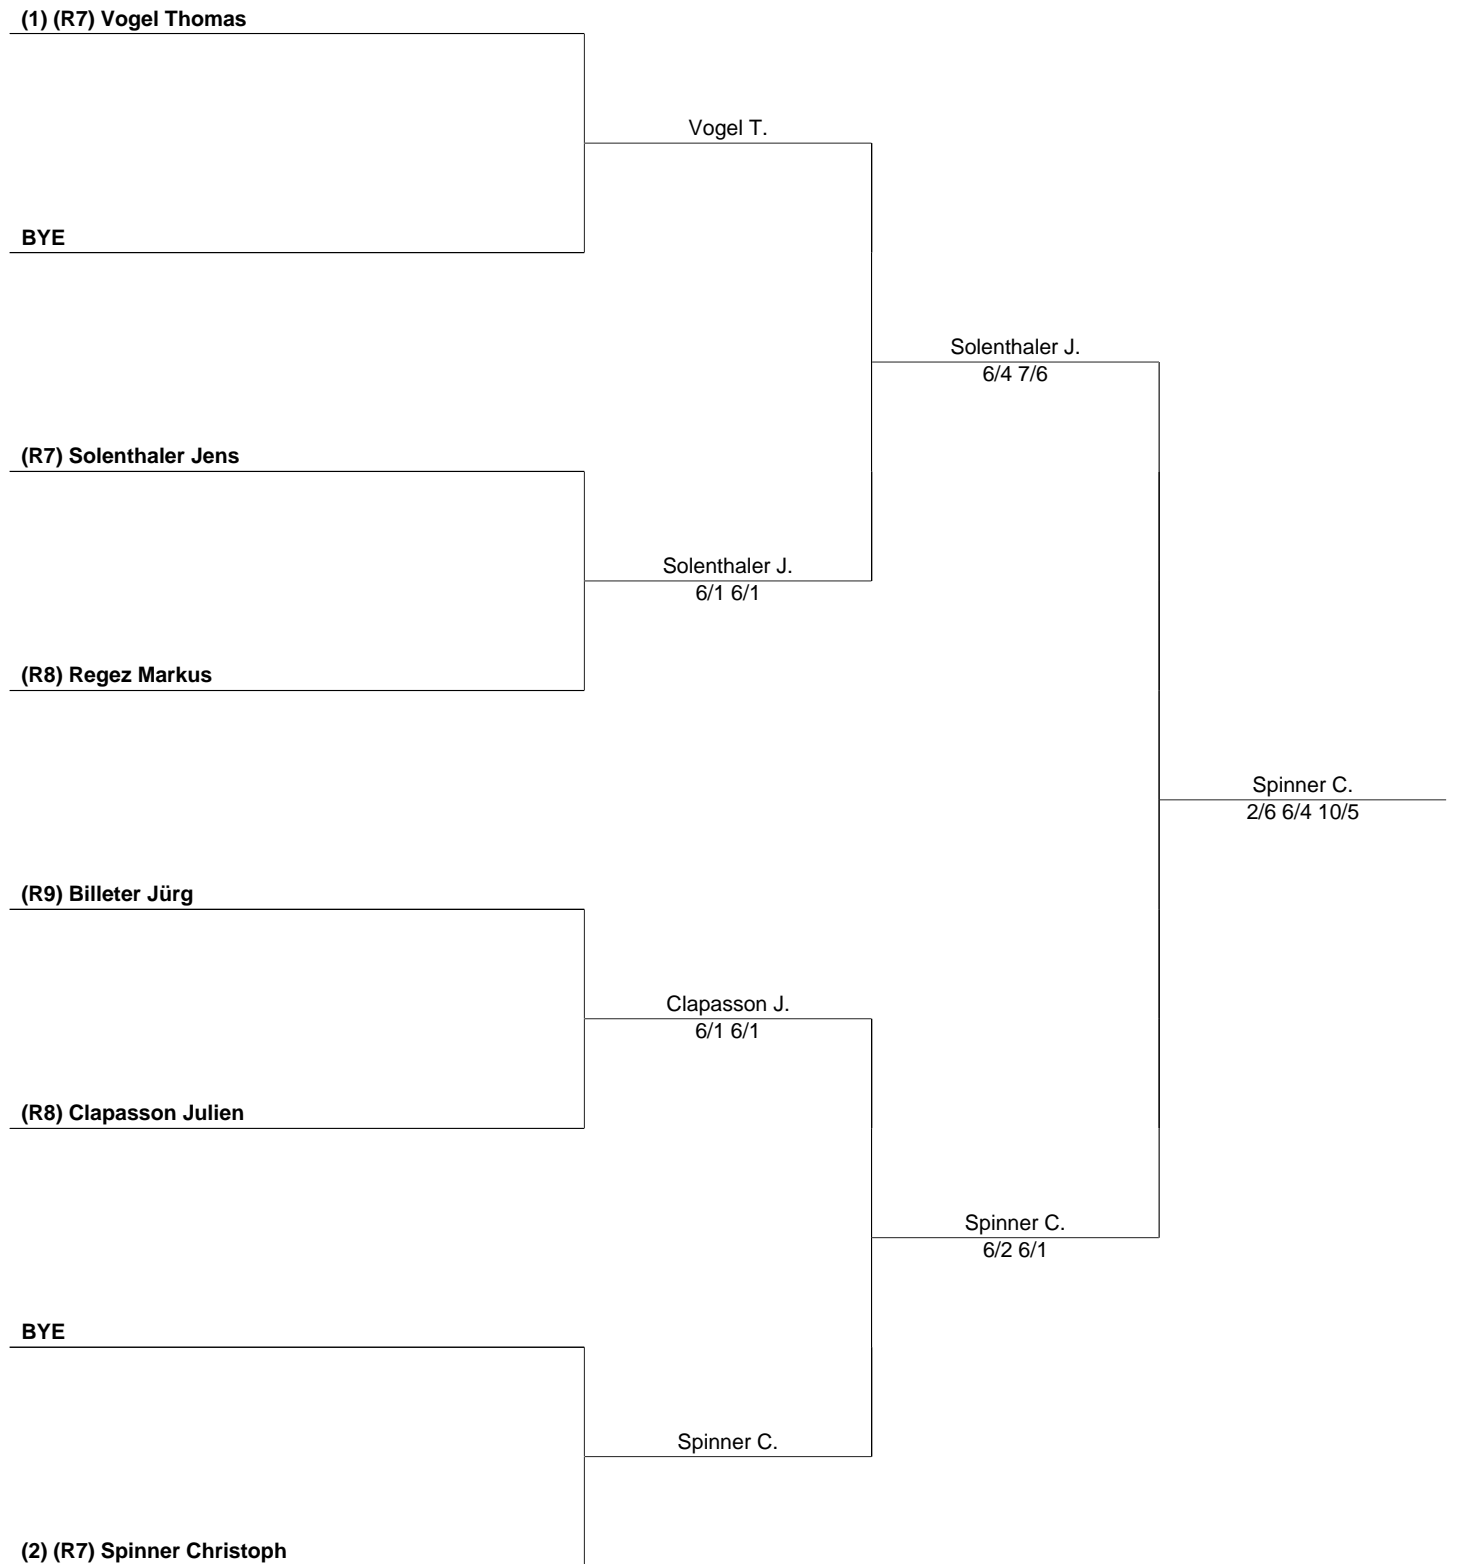 (1) (R7) Vogel Thomas
Vogel T.
BYE
Solenthaler J.
6/4 7/6
(R7) Solenthaler Jens
Solenthaler J.
6/1 6/1
(R8) Regez Markus
Spinner C.
2/6 6/4 10/5
(R9) Billeter Jürg
Clapasson J.
6/1 6/1
(R8) Clapasson Julien
Spinner C.
6/2 6/1
BYE
Spinner C.
(2) (R7) Spinner Christoph